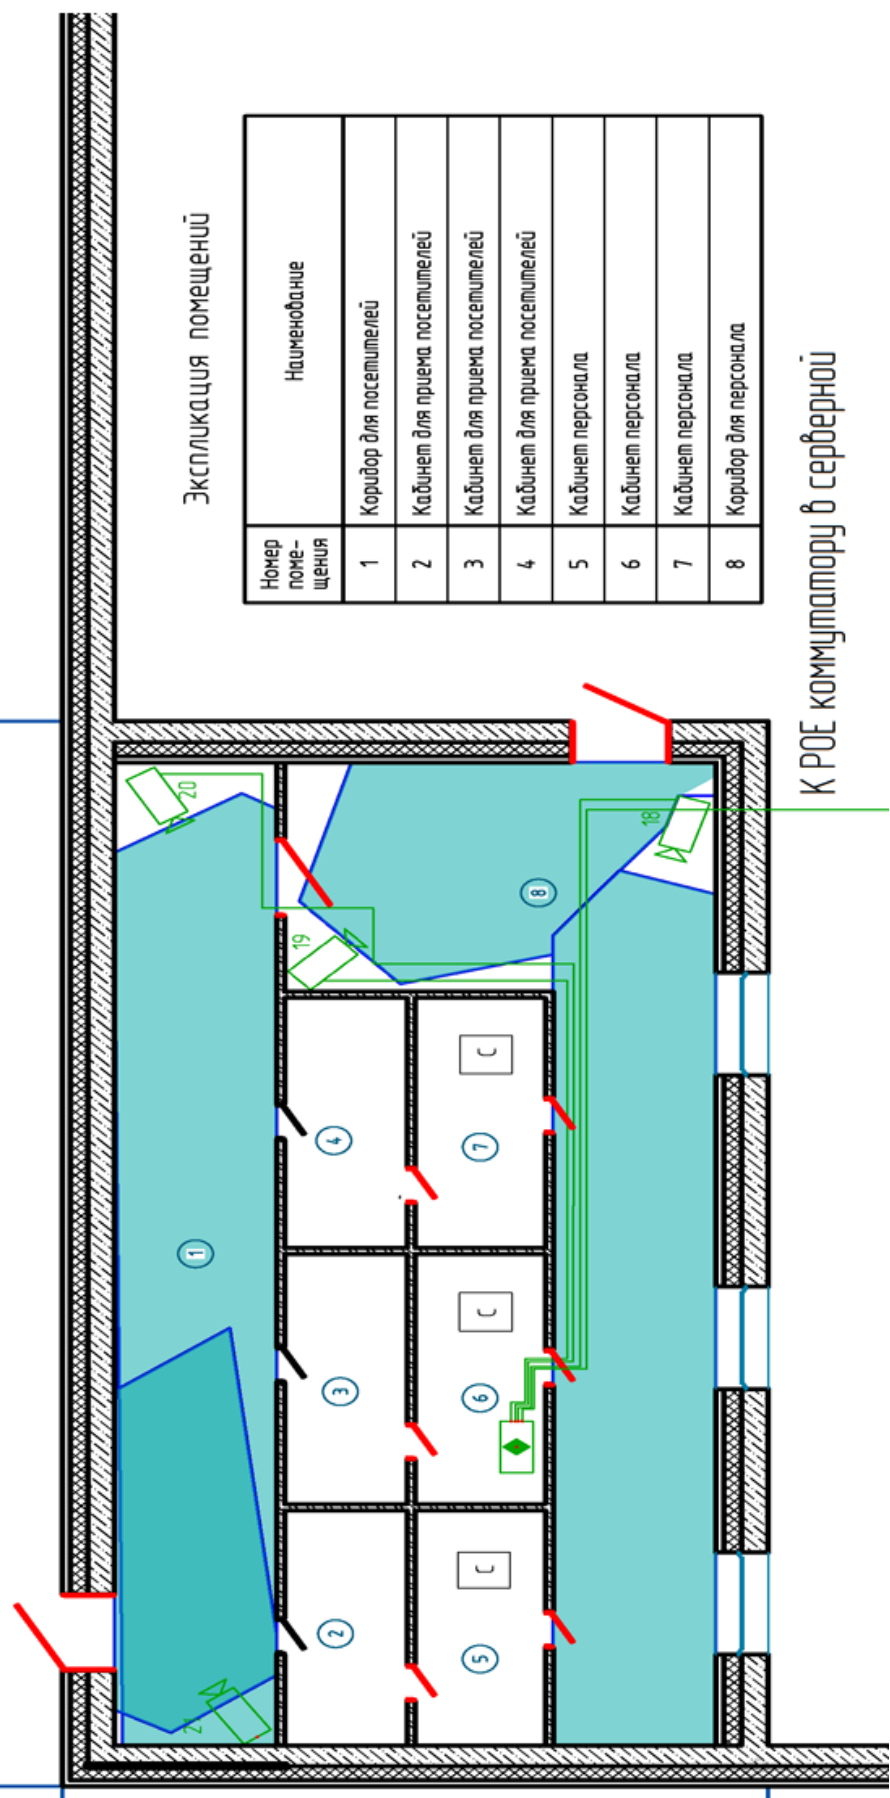 Экспликация помещений
Номер
поме-
щения
Наименование
1 Коридор для посетителей
2 Кабинет для приема посетителей
3 Кабинет для приема посетителей
4 Кабинет для приема посетителей
5 Кабинет персонала
6 Кабинет персонала
7 Кабинет персонала
8 Коридор для персонала
К POE коммутатору в серверной
20
19
18
8
4
7
С
1
3
6
С
2
5
С
21